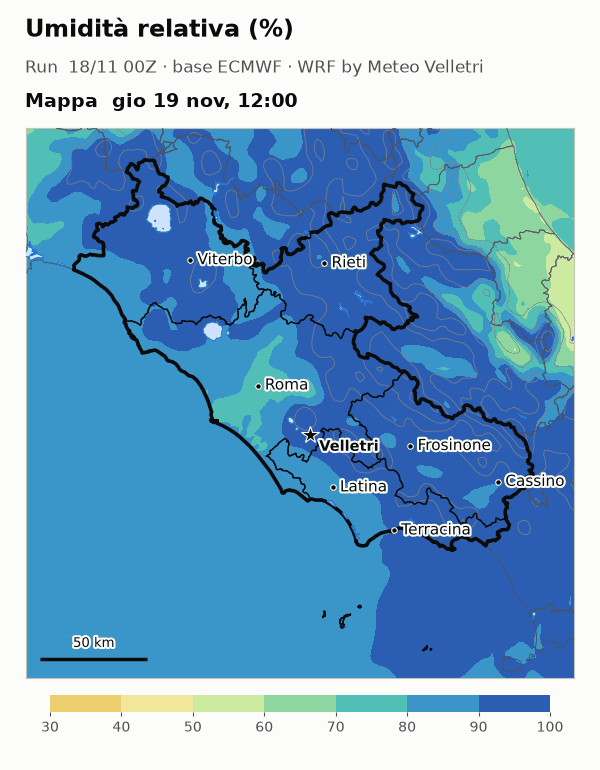 Umidità relativa (%)
Run  18/11 00Z · base ECMWF · WRF by Meteo Velletri
Mappa  gio 19 nov, 12:00
Viterbo
Rieti
Roma
Velletri
Frosinone
Cassino
Latina
Terracina
50 km
30 40 50 60 70 80 90 100